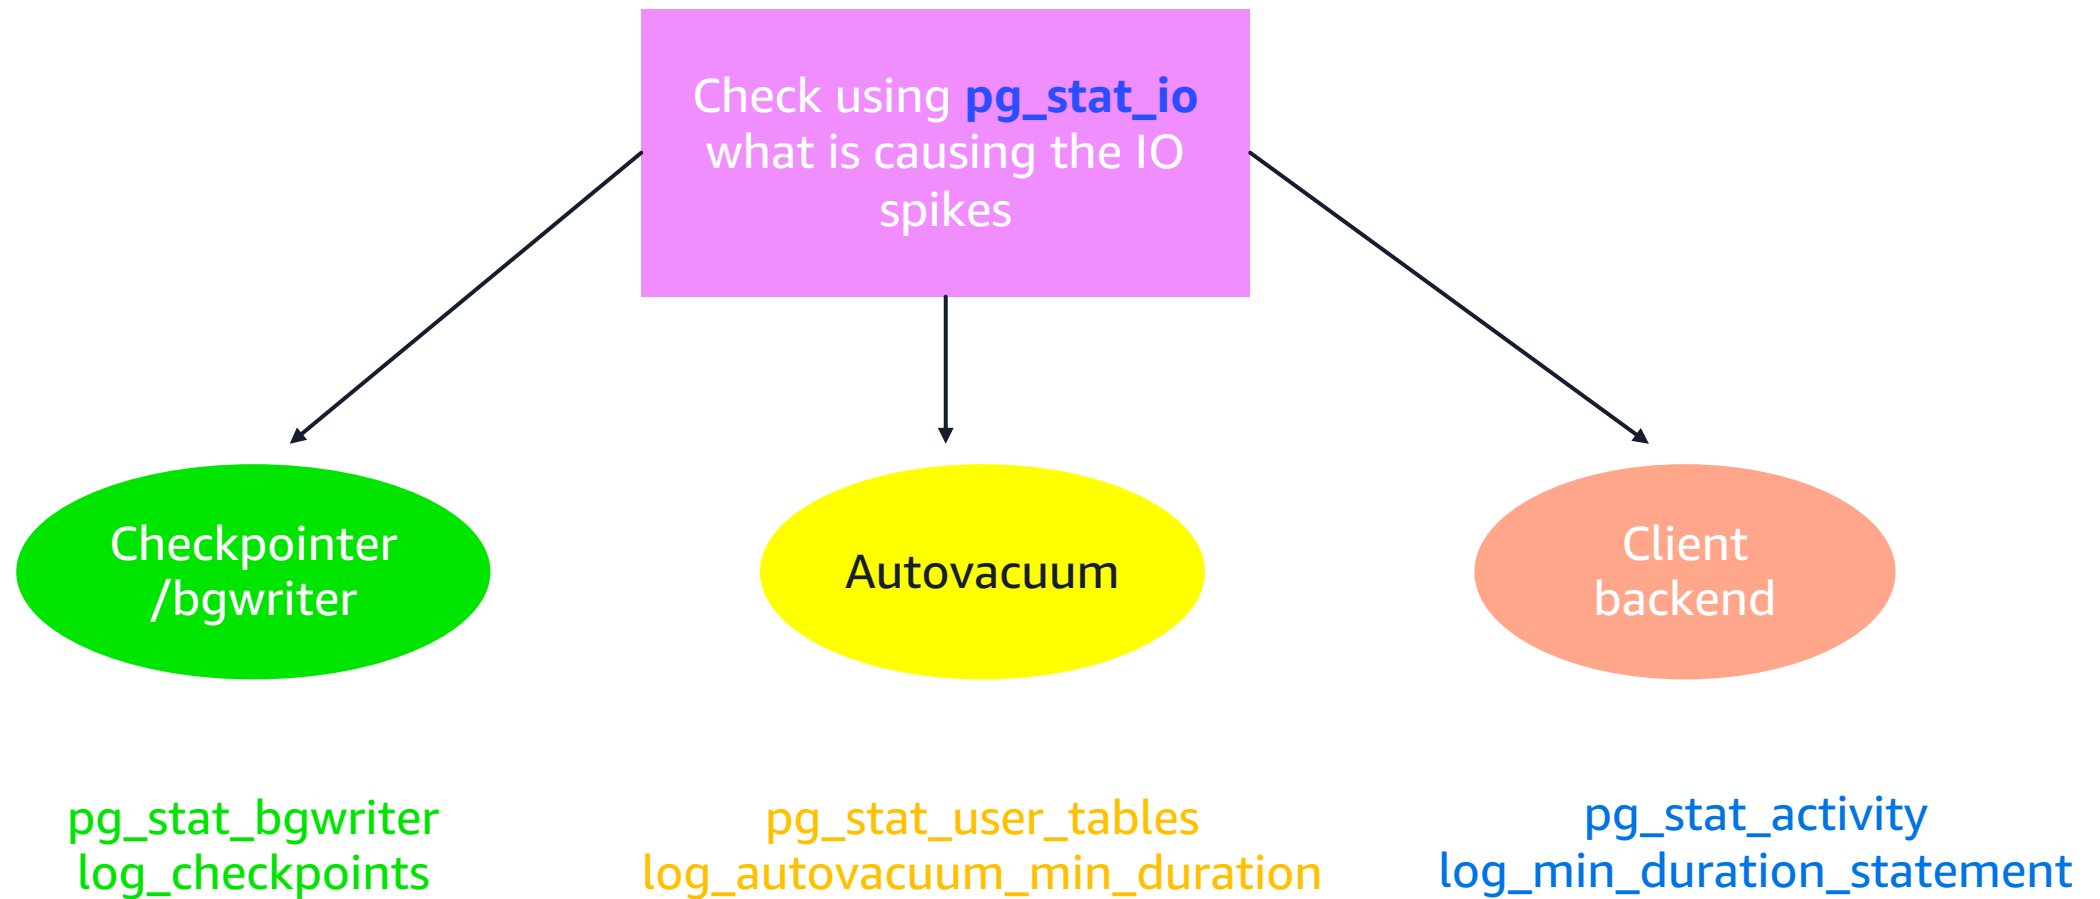 Check using pg_stat_io
what is causing the IO
spikes
Checkpointer
/bgwriter
Autovacuum
Client
backend
pg_stat_bgwriter
log_checkpoints
pg_stat_user_tables
log_autovacuum_min_duration
pg_stat_activity
log_min_duration_statement